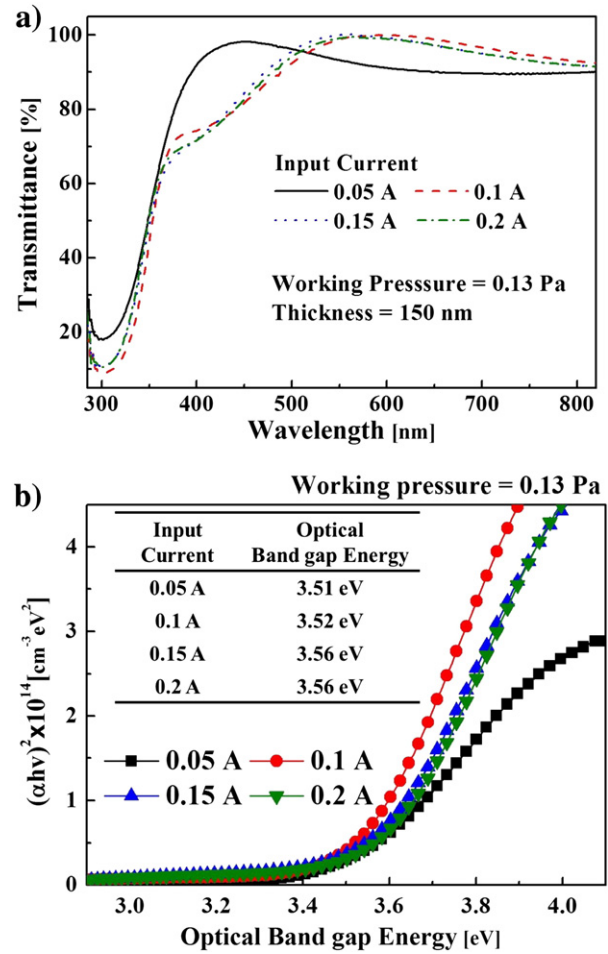 a)
100
80
60
40
20
Transmittance [%]
Input Current
0.05 A
0.1 A
0.15 A
0.2 A
Working Presssure = 0.13 Pa
Thickness = 150 nm
300
400
500
600
700
800
Wavelength [nm]
b)
Working pressure = 0.13 Pa
Input Current
Optical Band gap Energy
0.05 A 3.51 eV
0.1 A 3.52 eV
0.15 A 3.56 eV
0.2 A 3.56 eV
0.05 A
0.1 A
0.15 A
0.2 A
4
3
2
1
0
(αhν)²x10¹⁴[cm⁻³ eV²]
3.0
3.2
3.4
3.6
3.8
4.0
Optical Band gap Energy [eV]